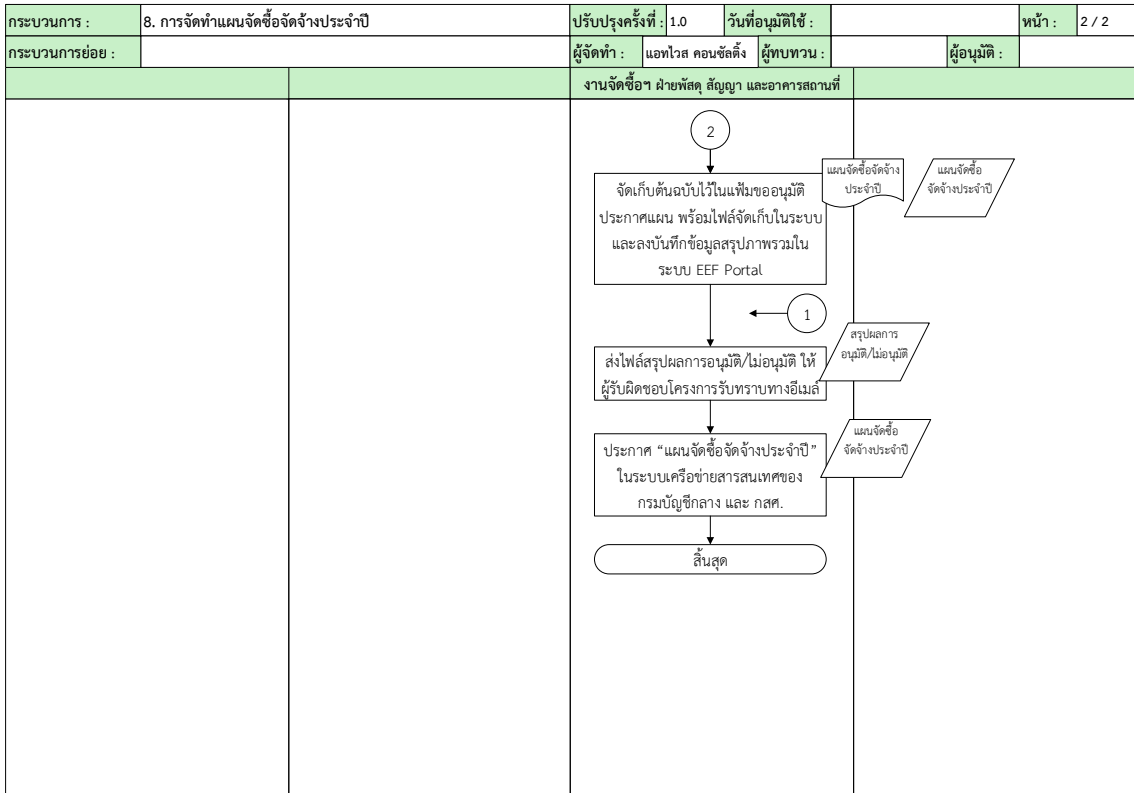 กระบวนการ : 8. การจัดทำแผนจัดซื้อจัดจ้างประจำปี ปรับปรุงครั้งที่ : 1.0 วันที่อนุมัติใช้ : หน้า : 2 / 2
กระบวนการย่อย : ผู้จัดทำ : แอทไวส คอนซัลติ้ง ผู้ทบทวน : ผู้อนุมัติ :
งานจัดซื้อฯ ฝ่ายพัสดุ สัญญา และอาคารสถานที่
2
จัดเก็บต้นฉบับไว้ในแฟ้มขออนุมัติ
ประกาศแผน พร้อมไฟล์จัดเก็บในระบบ
และลงบันทึกข้อมูลสรุปภาพรวมใน
ระบบ EEF Portal
แผนจัดซื้อจัดจ้าง
ประจำปี
แผนจัดซื้อ
จัดจ้างประจำปี
1
ส่งไฟล์สรุปผลการอนุมัติ/ไม่อนุมัติ ให้
ผู้รับผิดชอบโครงการรับทราบทางอีเมล์
สรุปผลการ
อนุมัติ/ไม่อนุมัติ
ประกาศ “แผนจัดซื้อจัดจ้างประจำปี”
ในระบบเครือข่ายสารสนเทศของ
กรมบัญชีกลาง และ กสศ.
แผนจัดซื้อ
จัดจ้างประจำปี
สิ้นสุด